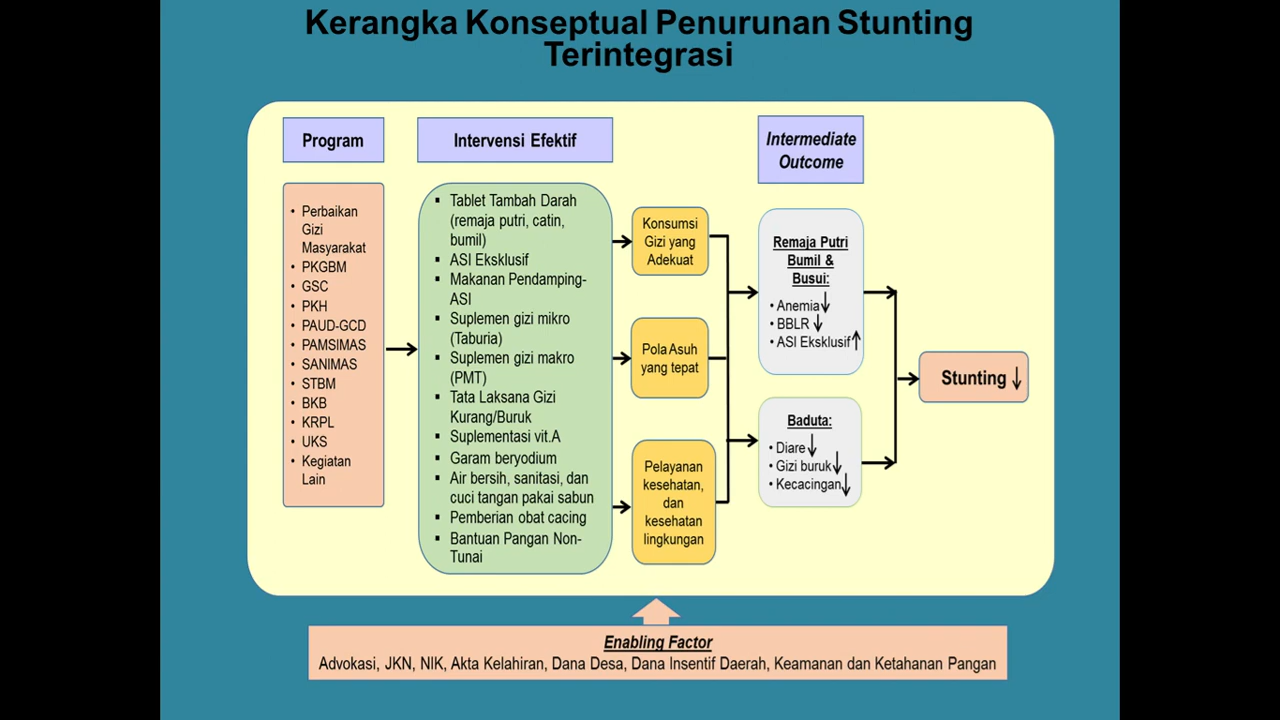 Kerangka Konseptual Penurunan Stunting
Terintegrasi
Program
Intervensi Efektif
Intermediate
Outcome
• Perbaikan
Gizi
Masyarakat
• PKGBM
• GSC
• PKH
• PAUD-GCD
• PAMSIMAS
• SANIMAS
• STBM
• BKB
• KRPL
• UKS
• Kegiatan
Lain
▪ Tablet Tambah Darah
(remaja putri, catin,
bumil)
▪ ASI Eksklusif
▪ Makanan Pendamping-
ASI
▪ Suplemen gizi mikro
(Taburia)
▪ Suplemen gizi makro
(PMT)
▪ Tata Laksana Gizi
Kurang/Buruk
▪ Suplementasi vit.A
▪ Garam beryodium
▪ Air bersih, sanitasi, dan
cuci tangan pakai sabun
▪ Pemberian obat cacing
▪ Bantuan Pangan Non-
Tunai
Konsumsi
Gizi yang
Adekuat
Pola Asuh
yang tepat
Pelayanan
kesehatan,
dan
kesehatan
lingkungan
Remaja Putri
Bumil &
Busui:
• Anemia↓
• BBLR ↓
• ASI Eksklusif↑
Baduta:
• Diare↓
• Gizi buruk↓
• Kecacingan↓
Stunting ↓
Enabling Factor
Advokasi, JKN, NIK, Akta Kelahiran, Dana Desa, Dana Insentif Daerah, Keamanan dan Ketahanan Pangan